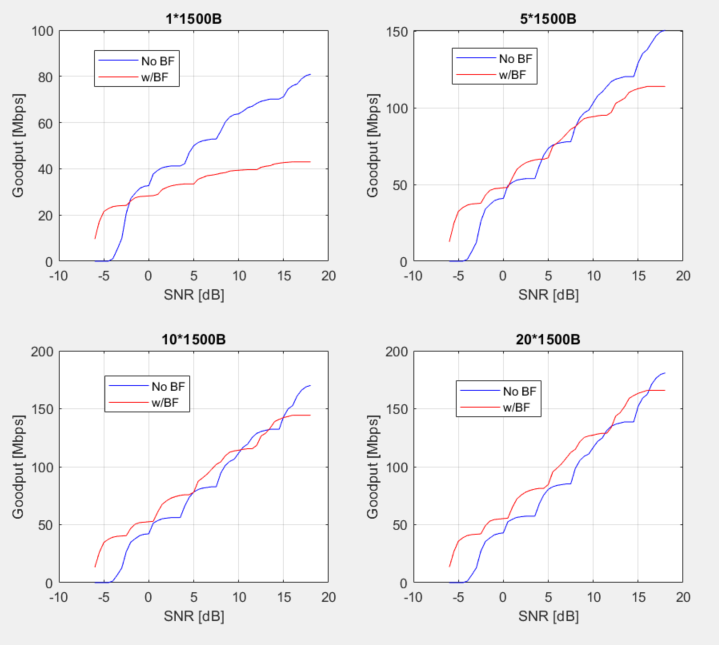 1*1500B
100
80
60
40
20
0
Goodput [Mbps]
No BF
w/BF
-10 -5 0 5 10 15 20
SNR [dB]
5*1500B
150
100
50
0
Goodput [Mbps]
No BF
w/BF
-10 -5 0 5 10 15 20
SNR [dB]
10*1500B
200
150
100
50
0
Goodput [Mbps]
No BF
w/BF
-10 -5 0 5 10 15 20
SNR [dB]
20*1500B
200
150
100
50
0
Goodput [Mbps]
No BF
w/BF
-10 -5 0 5 10 15 20
SNR [dB]